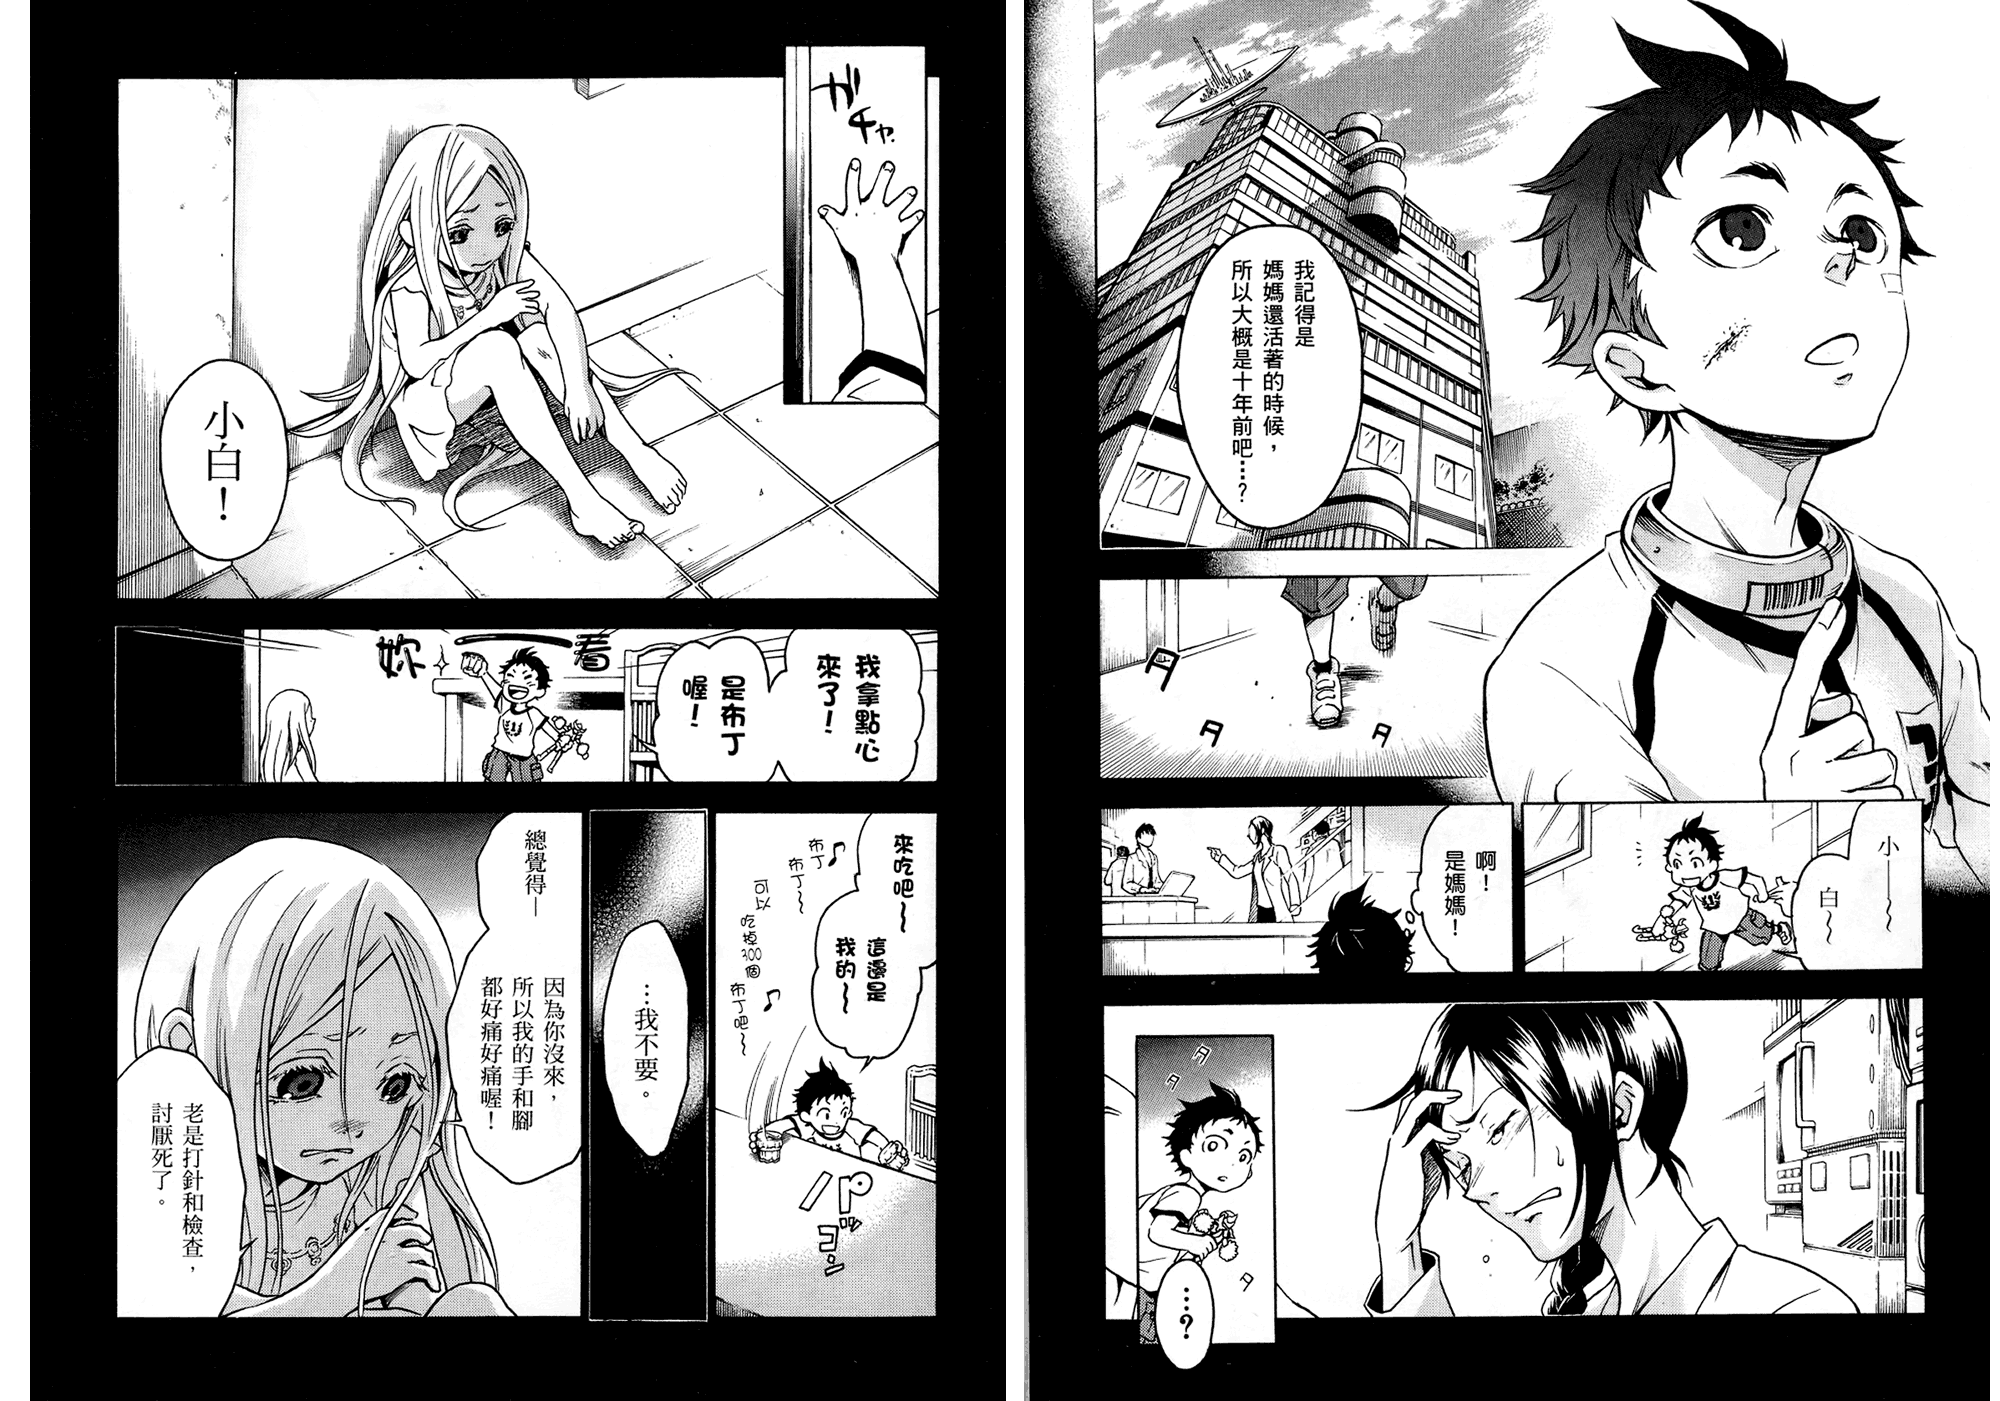 我記得是
媽媽還活著的時候，
所以大概是十年前吧…？
タ
タ
タ
小——～
白～
啊！
是媽媽！
タ
タ
タ
…？
ガチャ
小白！
我拿點心
來了！
是布丁
喔！
看
妳
來吃吧～
這邊是
我的～
布丁♪
布丁～
可以
吃掉300個
布丁吧～♪
パコッ
…我不要。
總覺得—
因為你沒來，
所以我的手和腳
都好痛好痛喔！
老是打針和檢查，
討厭死了。